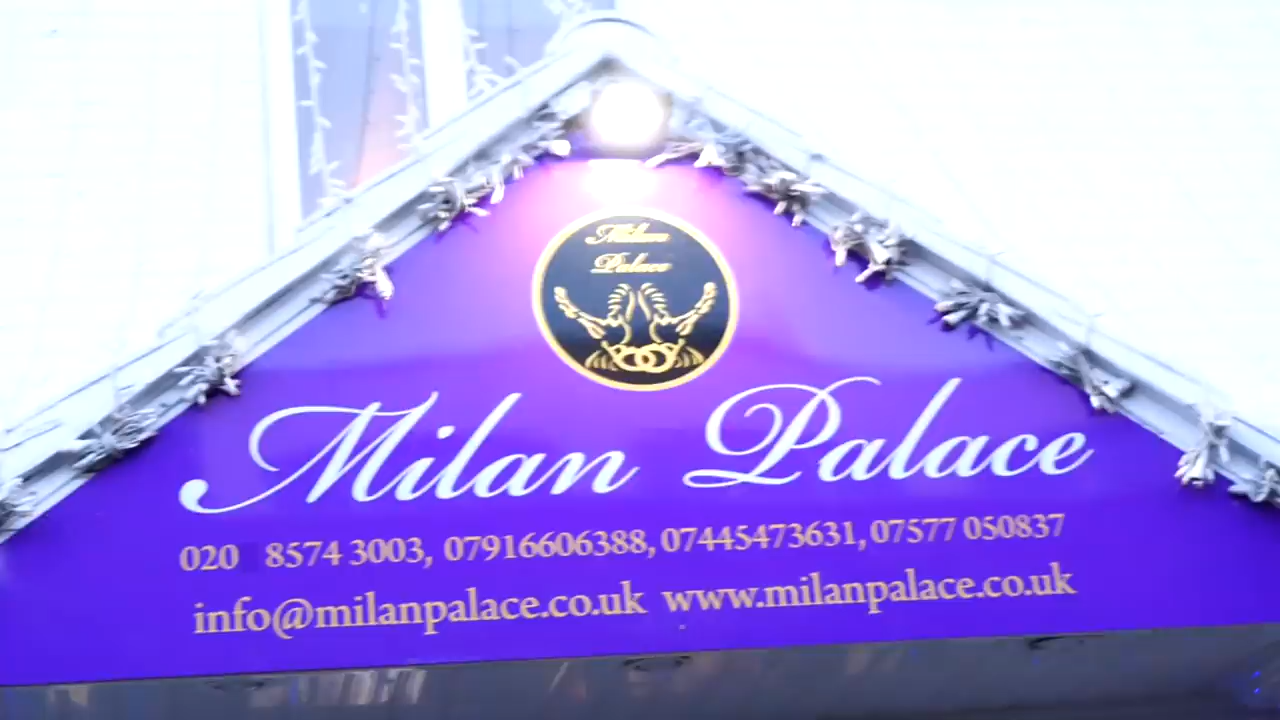 Milan
Palace
Milan Palace
020 8574 3003, 07916606388, 07445473631, 07577 050837
info@milanpalace.co.uk www.milanpalace.co.uk